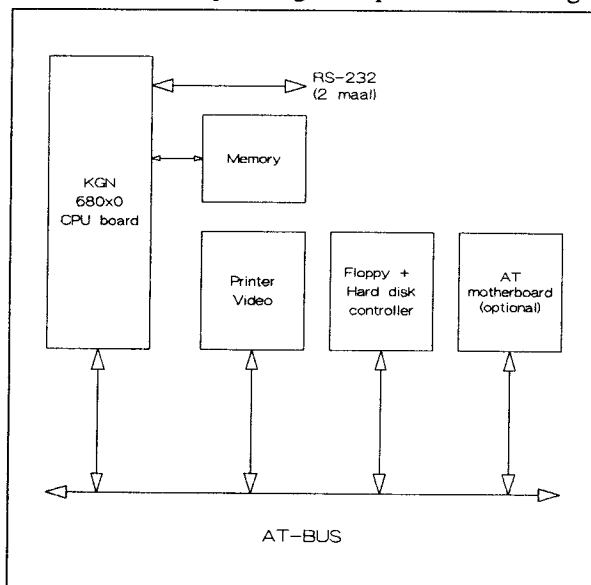 RS-232
(2 maal)
KGN
680x0
CPU board
Memory
Printer
Video
Floppy +
Hard disk
controller
AT
motherboard
(optional)
AT-BUS